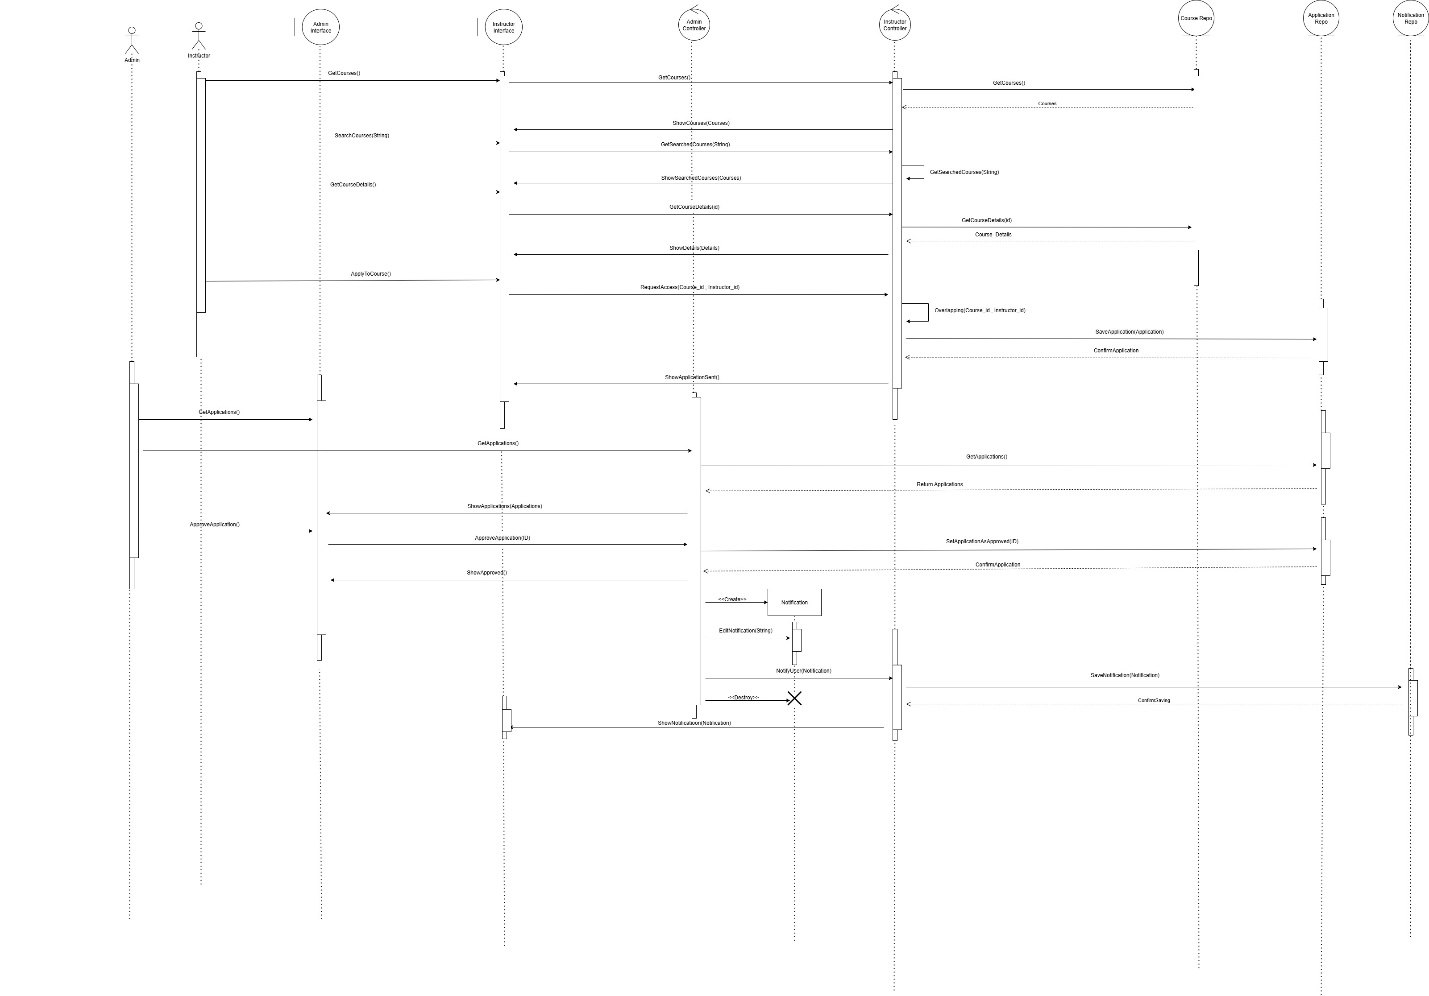 Admin
Interface
Instructor
Interface
Admin
Controller
Instructor
Controller
Course Repo
Application
Repo
Notification
Repo
Admin
Instructor
GetCourses()
GetCourses()
GetCourses()
Courses
ShowCourses(Courses)
SearchCourses(String)
GetSearchedCourses(String)
GetSearchedCourses(String)
ShowSearchedCourses(Courses)
GetCourseDetails()
GetCourseDetails(id)
GetCourseDetails(id)
Course_Details
ShowDetails(Details)
ApplyToCourse()
RequestAccess(Course_id , Instructor_id)
Overlapping(Course_id , Instructor_id)
SaveApplication(Application)
ConfirmApplication
ShowApplicationSent()
GetApplications()
GetApplications()
GetApplications()
Return Applications
ShowApplications(Applications)
ApproveApplication()
ApproveApplication(ID)
SetApplicationAsApproved(ID)
ConfirmApplication
ShowApproved()
<<Create>>
Notification
EditNotification(String)
NotifyUser(Notification)
SaveNotification(Notification)
<<Destroy>>
ConfirmSaving
ShowNotificatioon(Notification)